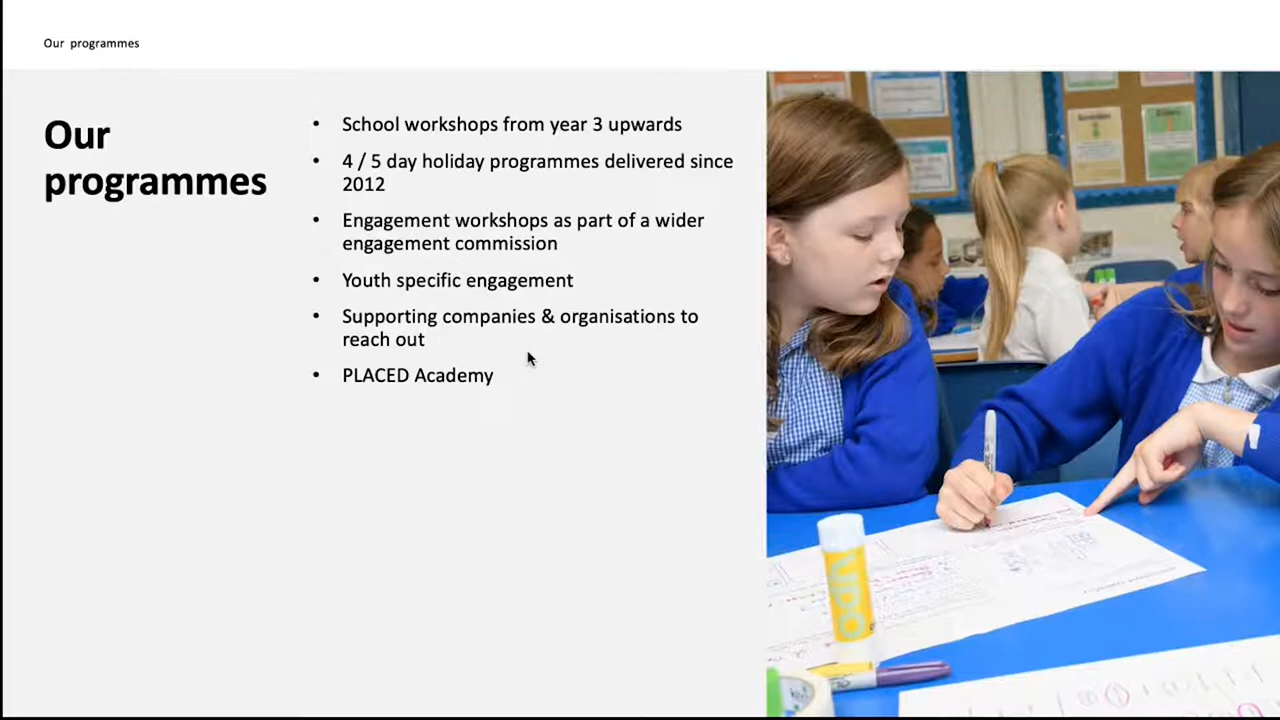 Our programmes
Our
programmes
• School workshops from year 3 upwards
• 4 / 5 day holiday programmes delivered since
2012
• Engagement workshops as part of a wider
engagement commission
• Youth specific engagement
• Supporting companies & organisations to
reach out
• PLACED Academy